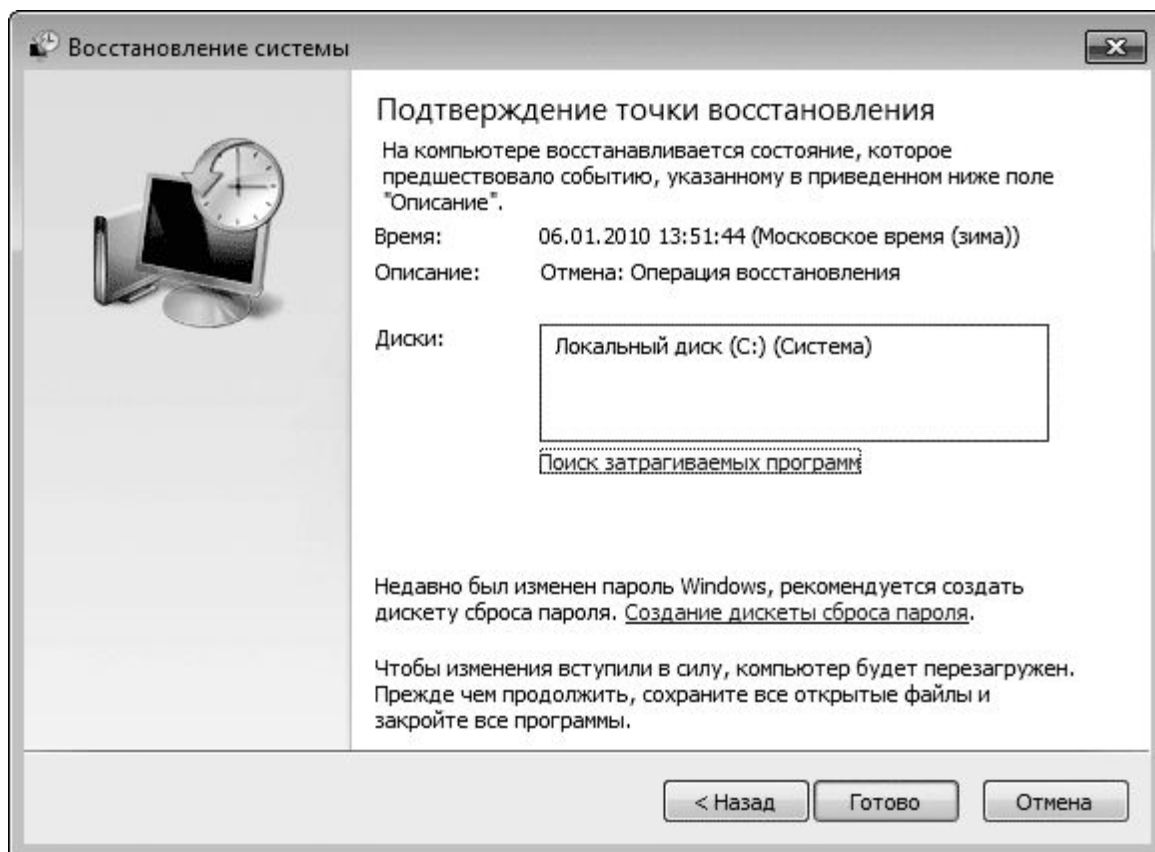 Восстановление системы
Подтверждение точки восстановления
На компьютере восстанавливается состояние, которое
предшествовало событию, указанному в приведенном ниже поле
"Описание".
Время: 06.01.2010 13:51:44 (Московское время (зима))
Описание: Отмена: Операция восстановления
Диски: Локальный диск (C:) (Система)
Поиск затрагиваемых программ
Недавно был изменен пароль Windows, рекомендуется создать
дискету сброса пароля. Создание дискеты сброса пароля.
Чтобы изменения вступили в силу, компьютер будет перезагружен.
Прежде чем продолжить, сохраните все открытые файлы и
закройте все программы.
< Назад Готово Отмена